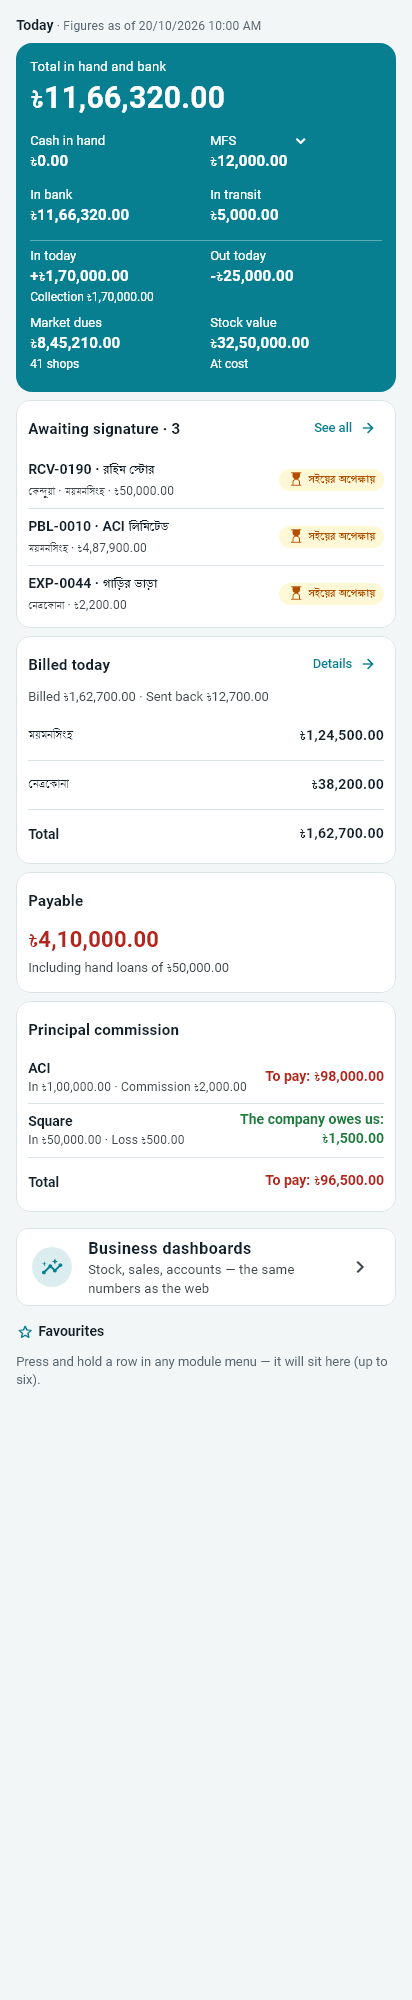 Today · Figures as of 20/10/2026 10:00 AM
Total in hand and bank
৳11,66,320.00
Cash in hand
৳0.00
MFS
৳12,000.00
In bank
৳11,66,320.00
In transit
৳5,000.00
In today
+৳1,70,000.00
Collection ৳1,70,000.00
Out today
-৳25,000.00
Market dues
৳8,45,210.00
41 shops
Stock value
৳32,50,000.00
At cost
Awaiting signature · 3
See all
RCV-0190 · রহিম স্টোর
কেন্দুয়া · ময়মনসিংহ · ৳50,000.00
সইয়ের অপেক্ষায়
PBL-0010 · ACI লিমিটেড
ময়মনসিংহ · ৳4,87,900.00
সইয়ের অপেক্ষায়
EXP-0044 · গাড়ির ভাড়া
নেত্রকোনা · ৳2,200.00
সইয়ের অপেক্ষায়
Billed today
Details
Billed ৳1,62,700.00 · Sent back ৳12,700.00
ময়মনসিংহ
৳1,24,500.00
নেত্রকোনা
৳38,200.00
Total
৳1,62,700.00
Payable
৳4,10,000.00
Including hand loans of ৳50,000.00
Principal commission
ACI
In ৳1,00,000.00 · Commission ৳2,000.00
To pay: ৳98,000.00
Square
In ৳50,000.00 · Loss ৳500.00
The company owes us:
৳1,500.00
Total
To pay: ৳96,500.00
Business dashboards
Stock, sales, accounts — the same
numbers as the web
Favourites
Press and hold a row in any module menu — it will sit here (up to
six).